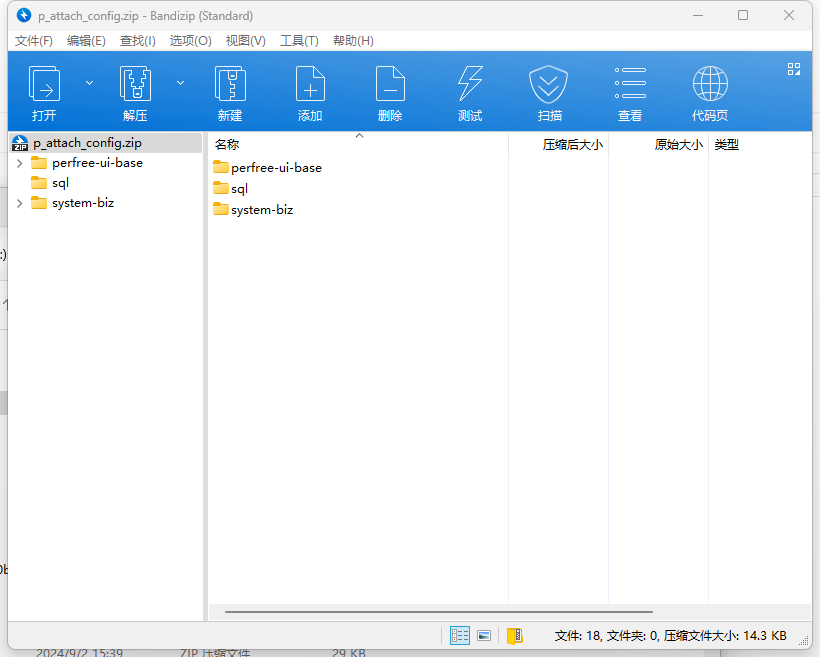 p_attach_config.zip - Bandizip (Standard)
文件(F) 编辑(E) 查找(I) 选项(O) 视图(V) 工具(T) 帮助(H)
打开 解压 新建 添加 删除 测试 扫描 查看 代码页
p_attach_config.zip
perfree-ui-base
sql
system-biz
名称 压缩后大小 原始大小 类型
perfree-ui-base
sql
system-biz
文件: 18, 文件夹: 0, 压缩文件大小: 14.3 KB
2024/9/2 15:39 ZIP 压缩文件 29 KB